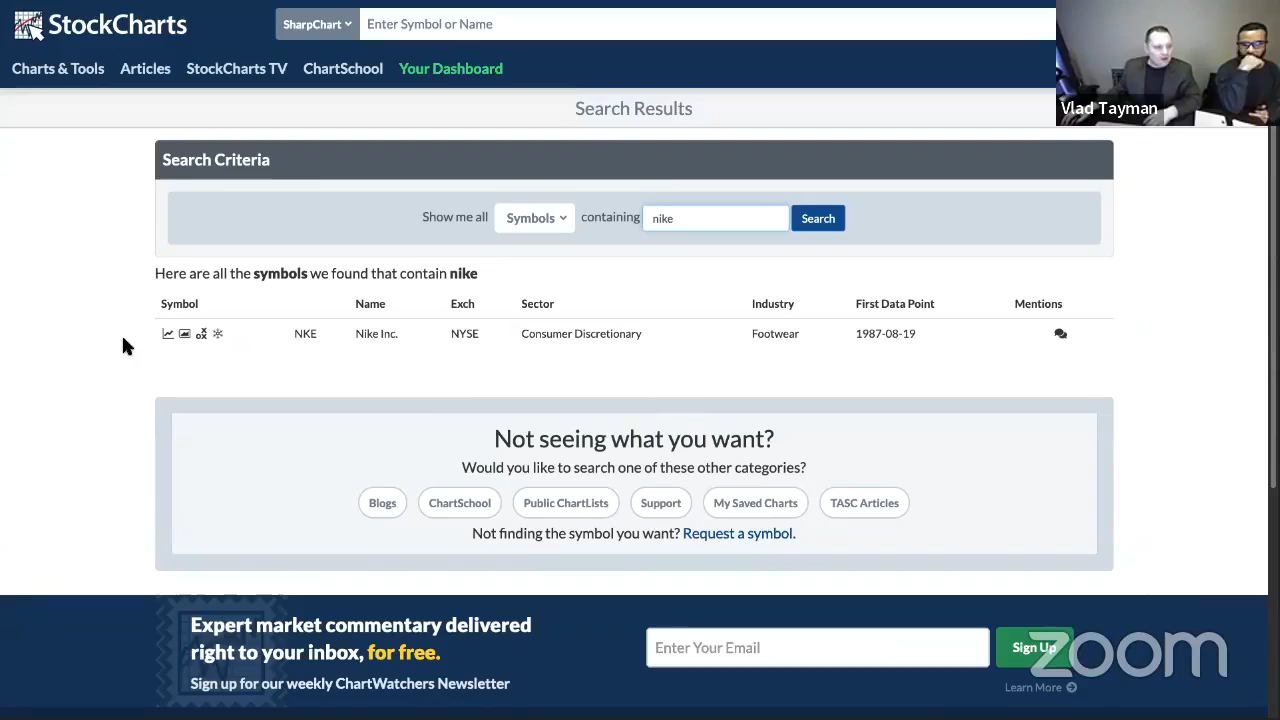 StockCharts
SharpChart
Enter Symbol or Name
Charts & Tools
Articles
StockCharts TV
ChartSchool
Your Dashboard
Vlad Tayman
Search Results
Search Criteria
Show me all Symbols containing nike Search
Here are all the symbols we found that contain nike
Symbol Name Exch Sector Industry First Data Point Mentions
NKE Nike Inc. NYSE Consumer Discretionary Footwear 1987-08-19
Not seeing what you want?
Would you like to search one of these other categories?
Blogs ChartSchool Public ChartLists Support My Saved Charts TASC Articles
Not finding the symbol you want? Request a symbol.
Expert market commentary delivered
right to your inbox, for free.
Sign up for our weekly ChartWatchers Newsletter
Enter Your Email
Sign Up
Learn More
zoom